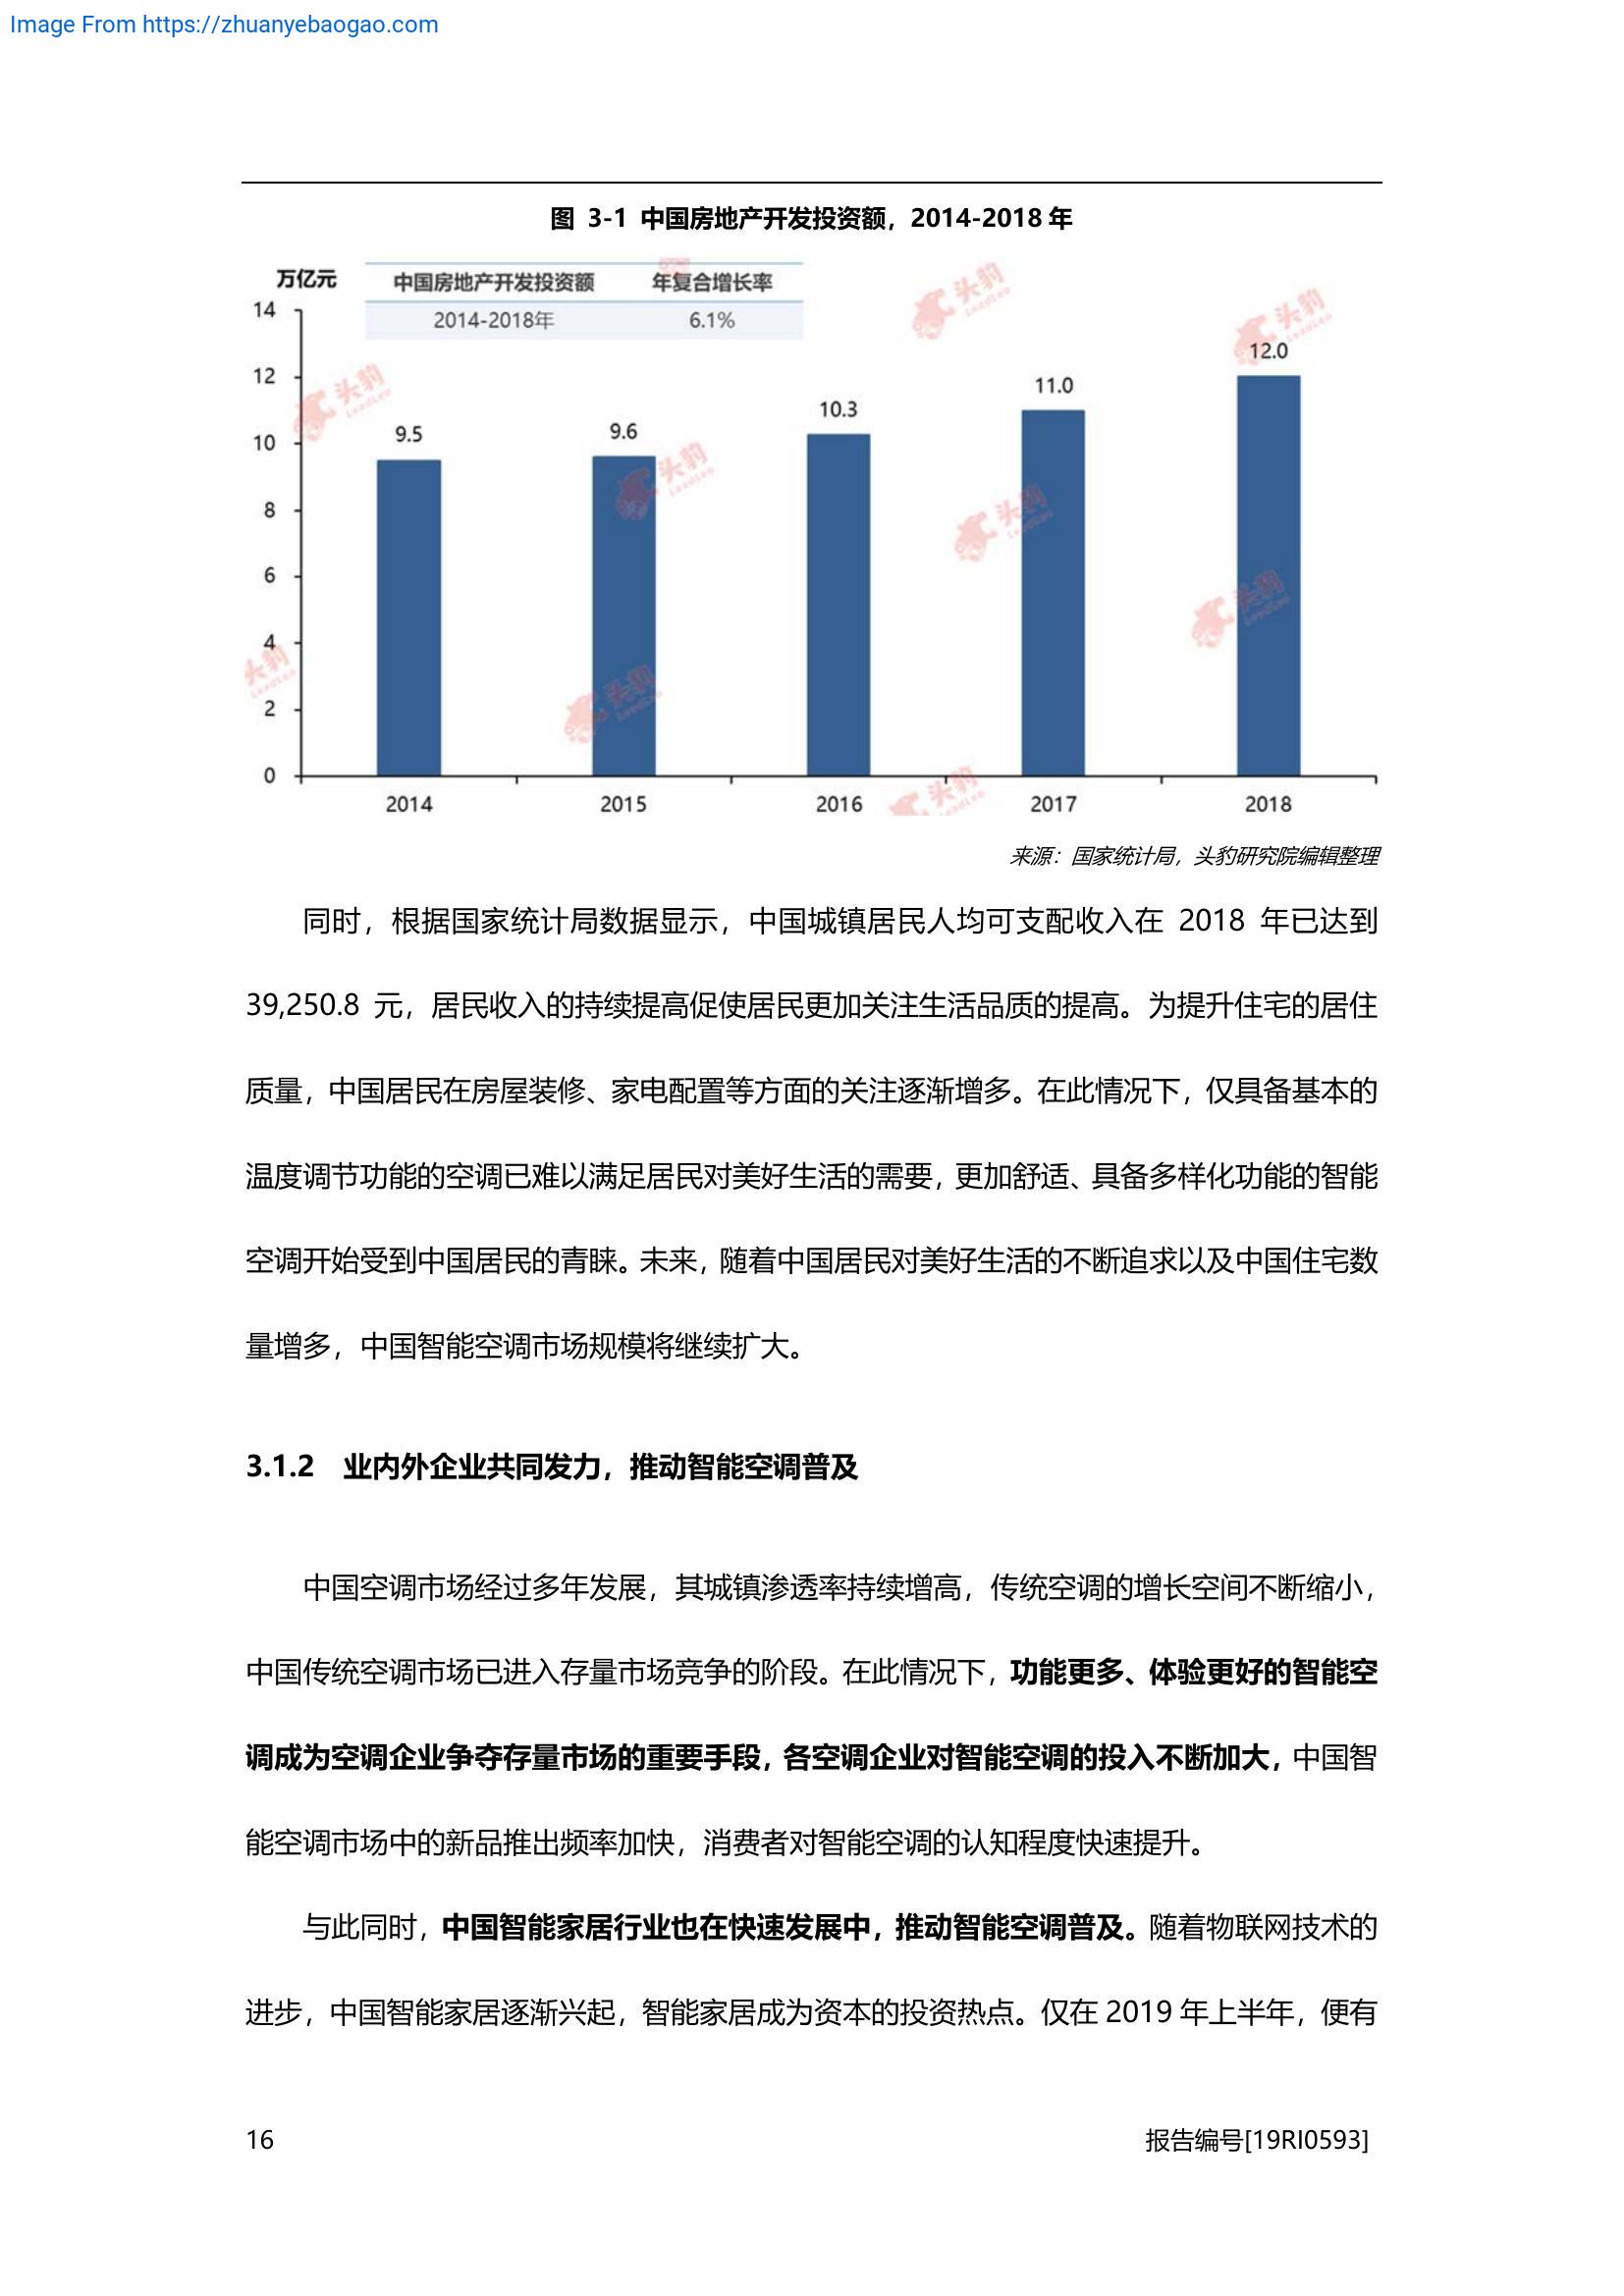 Image From https://zhuanyebaogao.com
图 3-1 中国房地产开发投资额，2014-2018 年
万亿元
中国房地产开发投资额 年复合增长率
2014-2018年 6.1%
14
12
10
8
6
4
2
0
9.5
9.6
10.3
11.0
12.0
2014 2015 2016 2017 2018
头豹
LeadLeo
头豹
LeadLeo
头豹
LeadLeo
头豹
LeadLeo
头豹
LeadLeo
头豹
LeadLeo
头豹
LeadLeo
头豹
LeadLeo
头豹
LeadLeo
来源：国家统计局，头豹研究院编辑整理
同时，根据国家统计局数据显示，中国城镇居民人均可支配收入在 2018 年已达到
39,250.8 元，居民收入的持续提高促使居民更加关注生活品质的提高。为提升住宅的居住
质量，中国居民在房屋装修、家电配置等方面的关注逐渐增多。在此情况下，仅具备基本的
温度调节功能的空调已难以满足居民对美好生活的需要，更加舒适、具备多样化功能的智能
空调开始受到中国居民的青睐。未来，随着中国居民对美好生活的不断追求以及中国住宅数
量增多，中国智能空调市场规模将继续扩大。
3.1.2 业内外企业共同发力，推动智能空调普及
中国空调市场经过多年发展，其城镇渗透率持续增高，传统空调的增长空间不断缩小，
中国传统空调市场已进入存量市场竞争的阶段。在此情况下，功能更多、体验更好的智能空
调成为空调企业争夺存量市场的重要手段，各空调企业对智能空调的投入不断加大，中国智
能空调市场中的新品推出频率加快，消费者对智能空调的认知程度快速提升。
与此同时，中国智能家居行业也在快速发展中，推动智能空调普及。随着物联网技术的
进步，中国智能家居逐渐兴起，智能家居成为资本的投资热点。仅在 2019 年上半年，便有
16 报告编号[19RI0593]